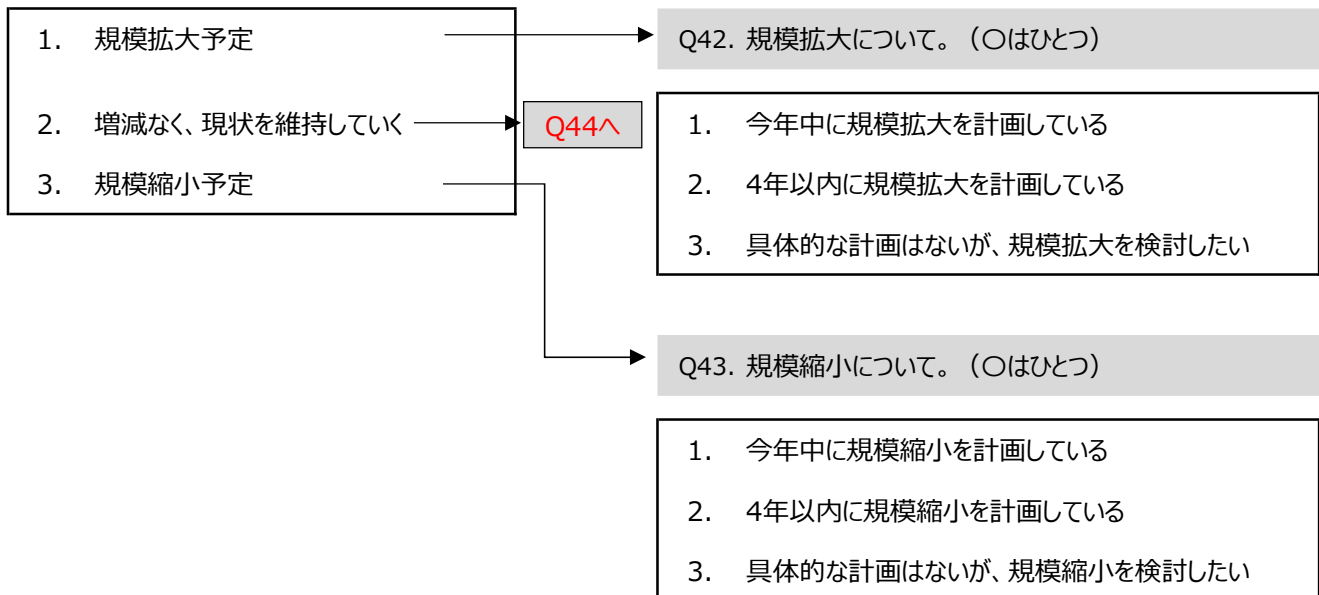 1. 規模拡大予定
2. 増減なく、現状を維持していく
3. 規模縮小予定
Q44へ
Q42. 規模拡大について。（〇はひとつ）
1. 今年中に規模拡大を計画している
2. 4年以内に規模拡大を計画している
3. 具体的な計画はないが、規模拡大を検討したい
Q43. 規模縮小について。（〇はひとつ）
1. 今年中に規模縮小を計画している
2. 4年以内に規模縮小を計画している
3. 具体的な計画はないが、規模縮小を検討したい